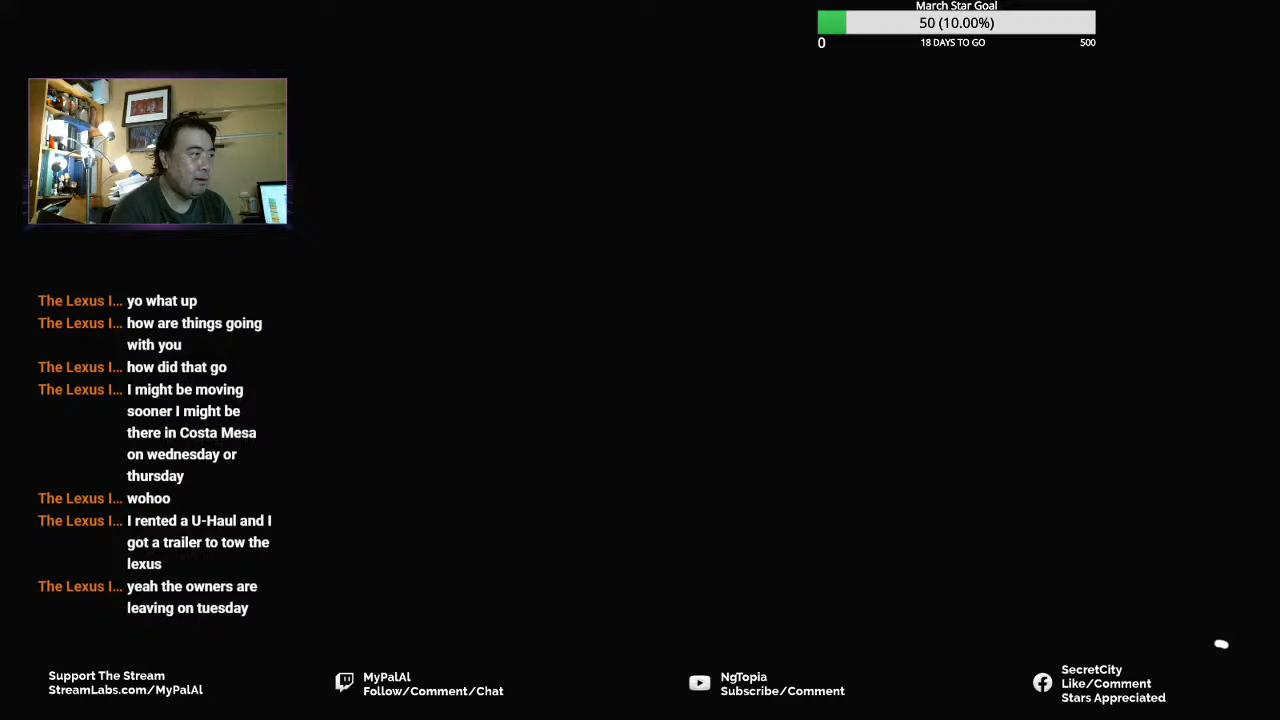 March Star Goal
50 (10.00%)
0 18 DAYS TO GO 500
The Lexus I... yo what up
The Lexus I... how are things going
with you
The Lexus I... how did that go
The Lexus I... I might be moving
sooner I might be
there in Costa Mesa
on wednesday or
thursday
The Lexus I... wohoo
The Lexus I... I rented a U-Haul and I
got a trailer to tow the
lexus
The Lexus I... yeah the owners are
leaving on tuesday
Support The Stream
StreamLabs.com/MyPalAl
MyPalAl
Follow/Comment/Chat
NgTopia
Subscribe/Comment
SecretCity
Like/Comment
Stars Appreciated